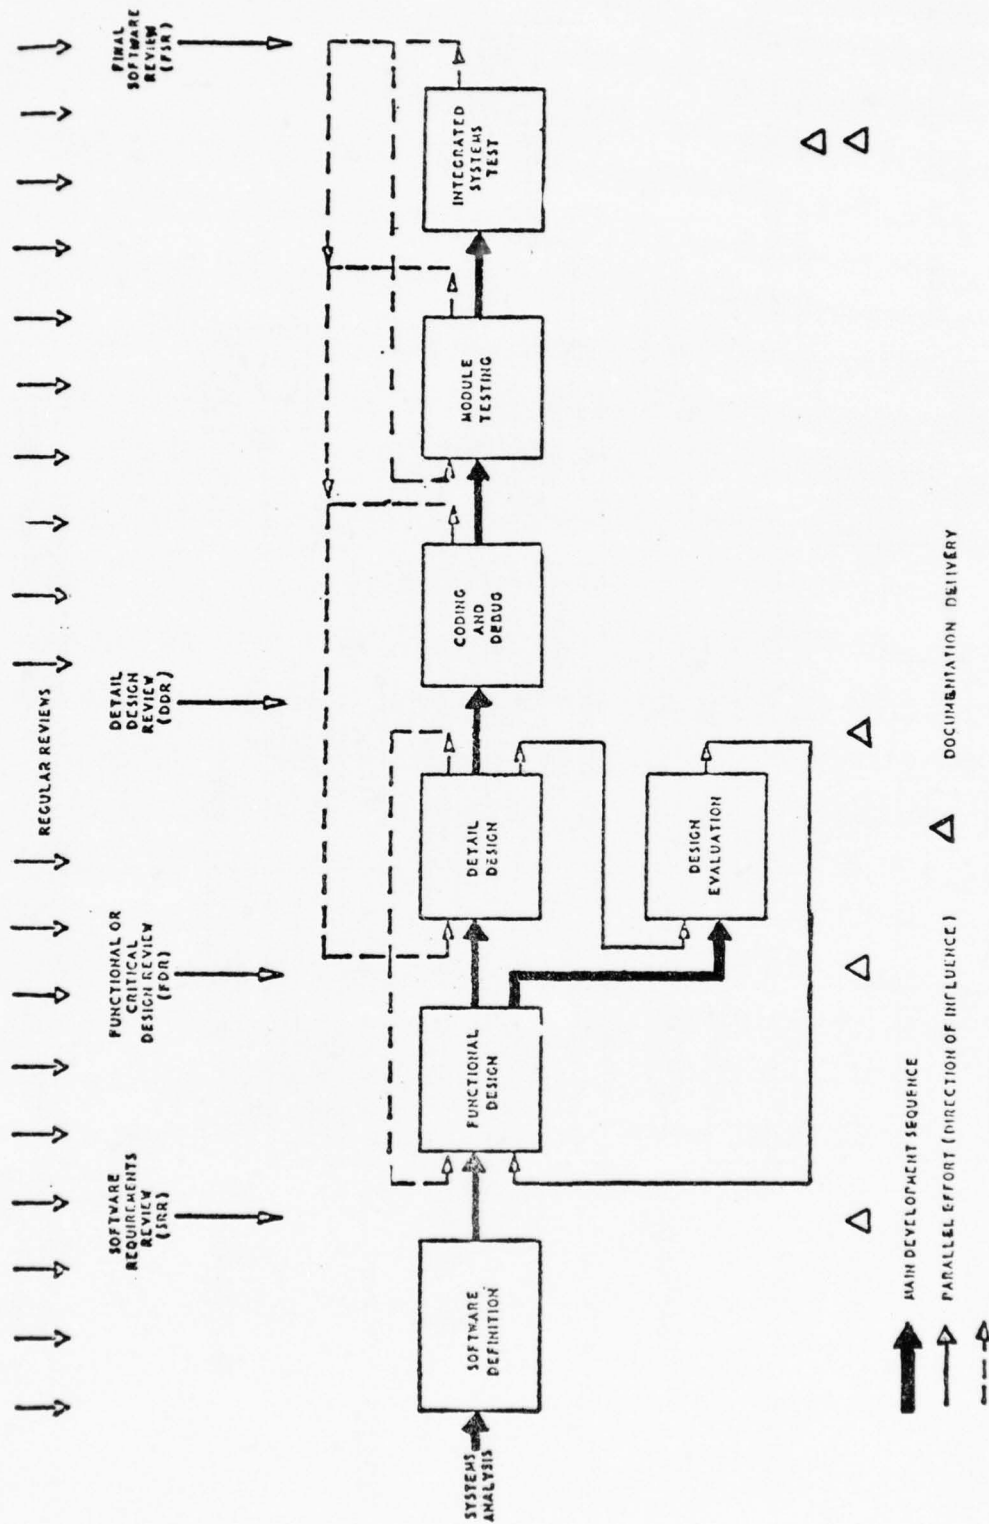 REGULAR REVIEWS
SOFTWARE
REQUIREMENTS
REVIEW
(SRR)
FUNCTIONAL OR
CRITICAL
DESIGN REVIEW
(FDR)
DETAIL
DESIGN
REVIEW
(DDR)
FINAL
SOFTWARE
REVIEW
(FSR)
SYSTEMS
ANALYSIS
SOFTWARE
DEFINITION
FUNCTIONAL
DESIGN
DETAIL
DESIGN
CODING
AND
DEBUG
MODULE
TESTING
INTEGRATED
SYSTEMS
TEST
DESIGN
EVALUATION
MAIN DEVELOPMENT SEQUENCE
PARALLEL EFFORT (DIRECTION OF INFLUENCE)
DOCUMENTATION DELIVERY